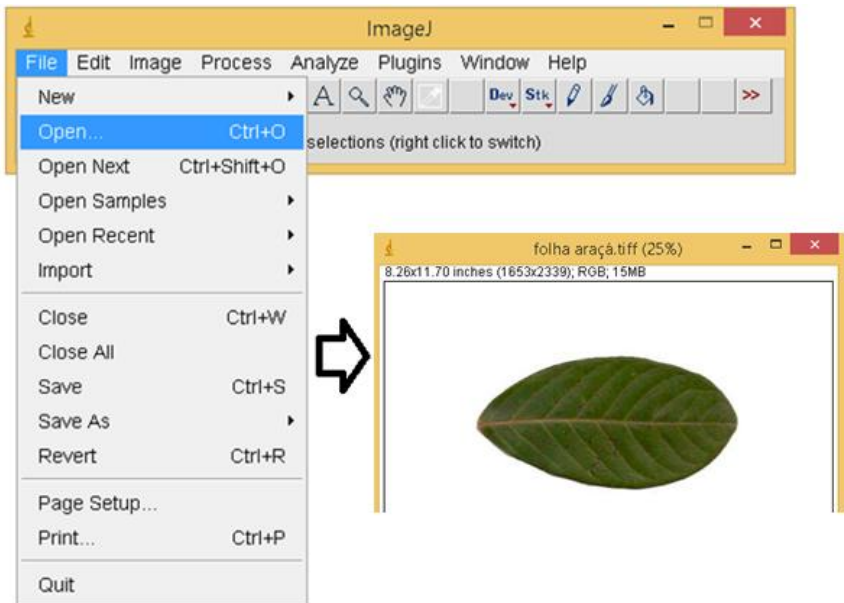 ImageJ
File Edit Image Process Analyze Plugins Window Help
Dev Stk >>
selections (right click to switch)
New
Open... Ctrl+O
Open Next Ctrl+Shift+O
Open Samples
Open Recent
Import
Close Ctrl+W
Close All
Save Ctrl+S
Save As
Revert Ctrl+R
Page Setup...
Print... Ctrl+P
Quit
folha araçá.tiff (25%)
8.26x11.70 inches (1653x2339); RGB; 15MB